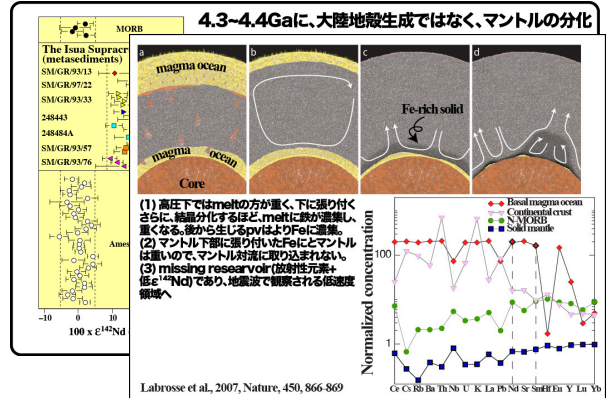 4.3~4.4Gaに、大陸地殻生成ではなく、マントルの分化
MORB
The Isua Supracr
(metasediments)
SM/GR/93/13
SM/GR/97/22
SM/GR/93/33
248443
248484A
SM/GR/93/57
SM/GR/93/76
Ames
-10
0
10
100 x ε142Nd
a
b
c
d
magma ocean
magma
ocean
Core
Fe-rich solid
(1) 高圧下ではmeltの方が重く、下に張り付く
さらに、結晶分化するほど、meltに鉄が濃集し、
重くなる。後から生じるpvはよりFeに濃集。
(2) マントル下部に張り付いたFeにとマントル
は重いので、マントル対流に取り込まれない。
(3) missing researvoir(放射性元素+
低ε142Nd)であり、地震波で観察される低速度
領域へ
Labrosse et al., 2007, Nature, 450, 866-869
Normalized concentration
100
1
Basal magma ocean
Continental crust
N-MORB
Solid mantle
Ce Cs Rb Ba Th Nb U K La Pb Nd Sr Sm Hf Eu Y Lu Yb